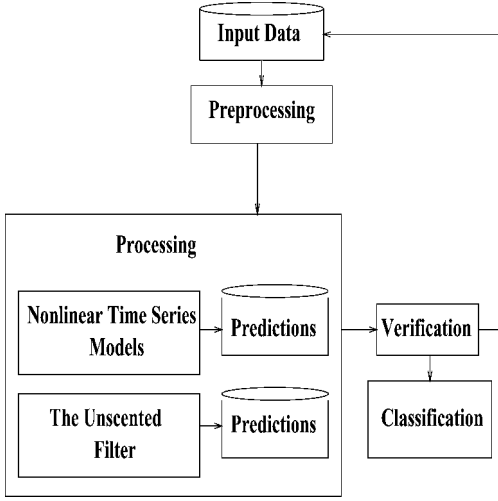 Input Data
Preprocessing
Processing
Nonlinear Time Series
Models
Predictions
Verification
The Unscented
Filter
Predictions
Classification